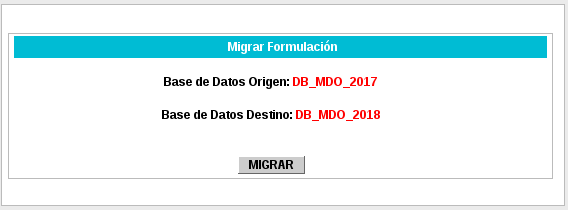 Migrar Formulación
Base de Datos Origen: DB_MDO_2017
Base de Datos Destino: DB_MDO_2018
MIGRAR